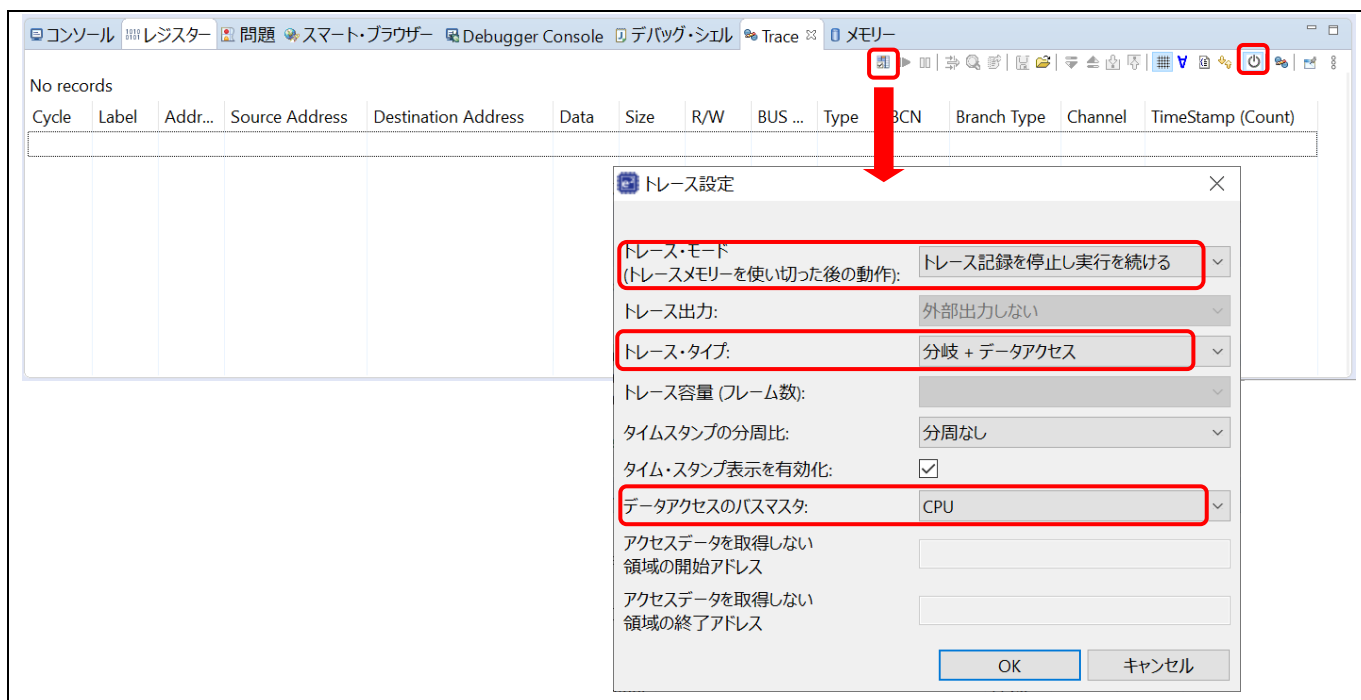 コンソール レジスター 問題 スマート・ブラウザー Debugger Console デバッグ・シェル Trace メモリー
No records
Cycle Label Addr... Source Address Destination Address Data Size R/W BUS ... Type BCN Branch Type Channel TimeStamp (Count)
トレース設定
トレース・モード
(トレースメモリーを使い切った後の動作): トレース記録を停止し実行を続ける
トレース出力: 外部出力しない
トレース・タイプ: 分岐 + データアクセス
トレース容量 (フレーム数):
タイムスタンプの分周比: 分周なし
タイム・スタンプ表示を有効化:
データアクセスのバスマスタ: CPU
アクセスデータを取得しない
領域の開始アドレス
アクセスデータを取得しない
領域の終了アドレス
OK キャンセル